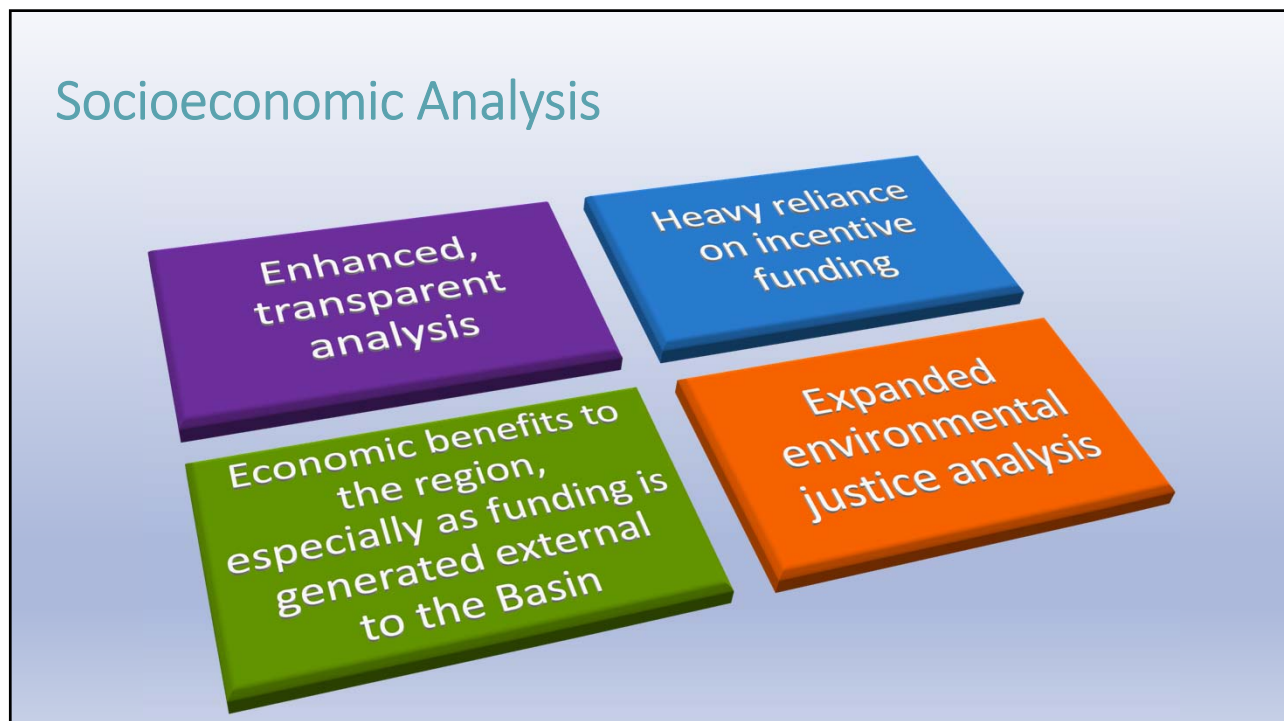 Socioeconomic Analysis
Enhanced,
transparent
analysis
Heavy reliance
on incentive
funding
Economic benefits to
the region,
especially as funding is
generated external
to the Basin
Expanded
environmental
justice analysis